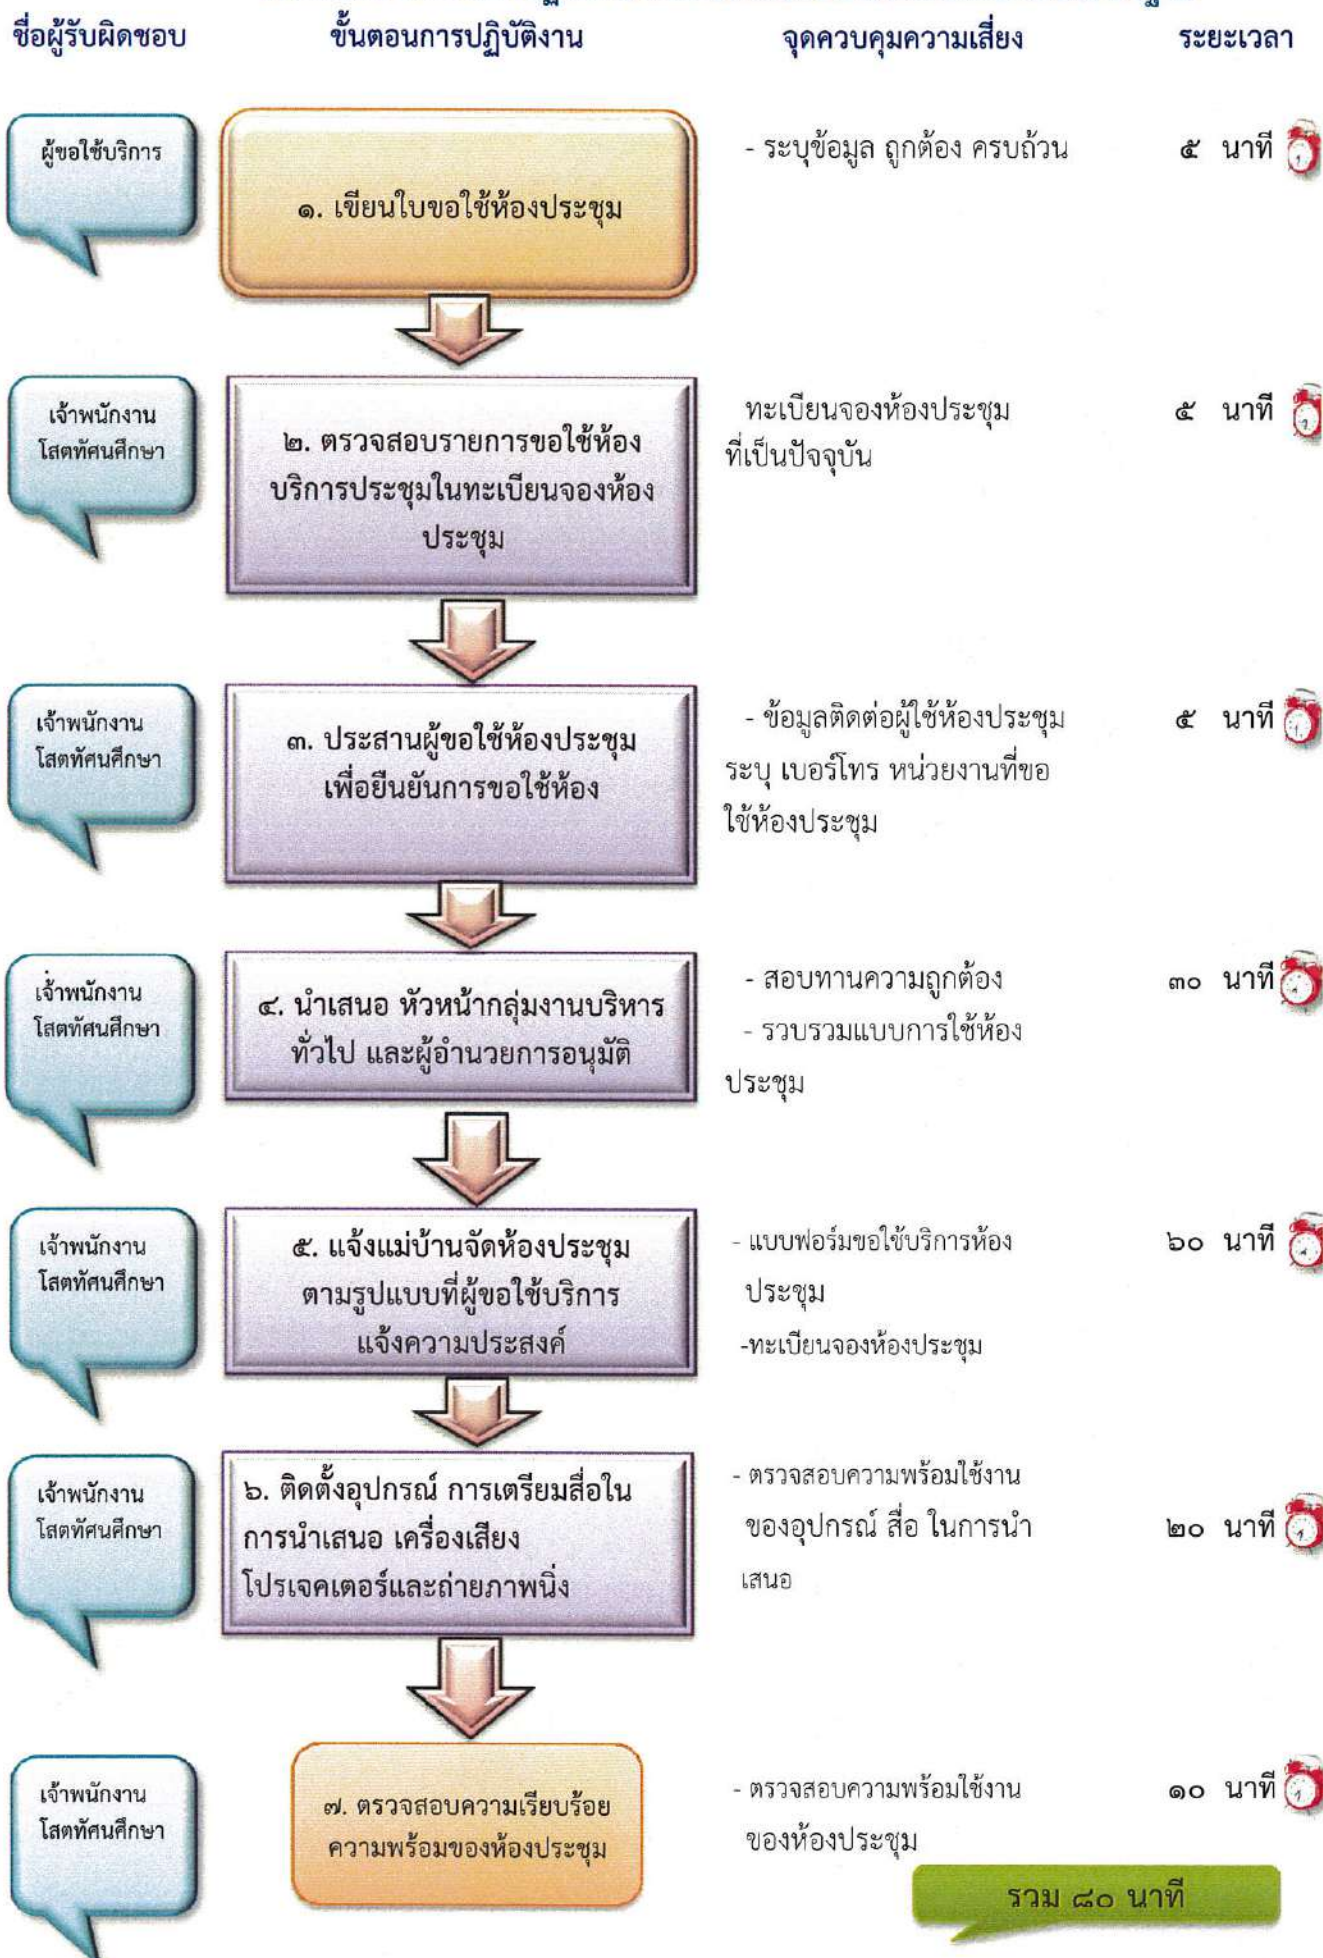 ชื่อผู้รับผิดชอบ ขั้นตอนการปฏิบัติงาน จุดควบคุมความเสี่ยง ระยะเวลา
ผู้ขอใช้บริการ
๑. เขียนใบขอใช้ห้องประชุม
- ระบุข้อมูล ถูกต้อง ครบถ้วน
๕ นาที
เจ้าพนักงาน
โสตทัศนศึกษา
๒. ตรวจสอบรายการขอใช้ห้อง
บริการประชุมในทะเบียนจองห้อง
ประชุม
ทะเบียนจองห้องประชุม
ที่เป็นปัจจุบัน
๕ นาที
เจ้าพนักงาน
โสตทัศนศึกษา
๓. ประสานผู้ขอใช้ห้องประชุม
เพื่อยืนยันการขอใช้ห้อง
- ข้อมูลติดต่อผู้ใช้ห้องประชุม
ระบุ เบอร์โทร หน่วยงานที่ขอ
ใช้ห้องประชุม
๕ นาที
เจ้าพนักงาน
โสตทัศนศึกษา
๔. นำเสนอ หัวหน้ากลุ่มงานบริหาร
ทั่วไป และผู้อำนวยการอนุมัติ
- สอบทานความถูกต้อง
- รวบรวมแบบการใช้ห้อง
ประชุม
๓๐ นาที
เจ้าพนักงาน
โสตทัศนศึกษา
๕. แจ้งแม่บ้านจัดห้องประชุม
ตามรูปแบบที่ผู้ขอใช้บริการ
แจ้งความประสงค์
- แบบฟอร์มขอใช้บริการห้อง
ประชุม
-ทะเบียนจองห้องประชุม
๖๐ นาที
เจ้าพนักงาน
โสตทัศนศึกษา
๖. ติดตั้งอุปกรณ์ การเตรียมสื่อใน
การนำเสนอ เครื่องเสียง
โปรเจคเตอร์และถ่ายภาพนิ่ง
- ตรวจสอบความพร้อมใช้งาน
ของอุปกรณ์ สื่อ ในการนำ
เสนอ
๒๐ นาที
เจ้าพนักงาน
โสตทัศนศึกษา
๗. ตรวจสอบความเรียบร้อย
ความพร้อมของห้องประชุม
- ตรวจสอบความพร้อมใช้งาน
ของห้องประชุม
๑๐ นาที
รวม ๘๐ นาที